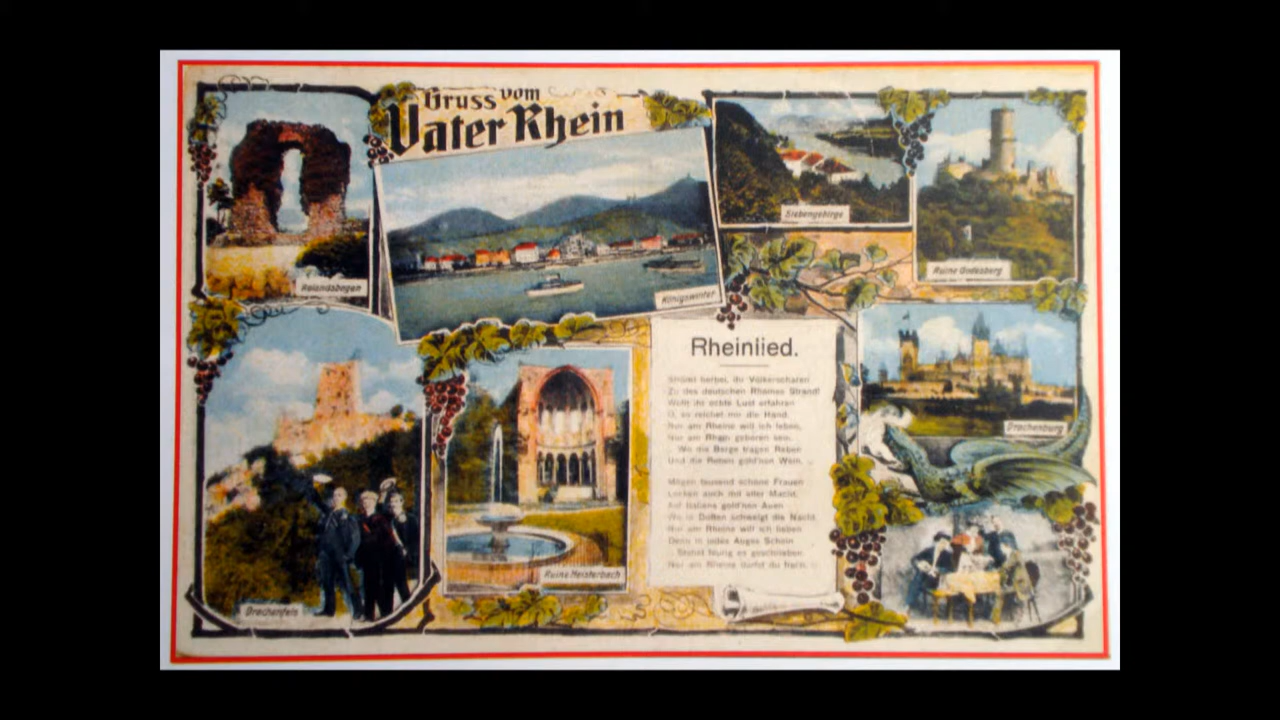 Gruss vom
Vater Rhein
Rolandsbogen
Königswinter
Siebengebirge
Ruine Godesberg
Rheinlied.
Strömt herbei, ihr Völkerscharen
Zu des deutschen Rheines Strand!
Wollt ihr echte Lust erfahren
O, so reichet mir die Hand.
Nur am Rheine will ich leben,
Nur am Rhein geboren sein.
Wo die Berge tragen Reben
Und die Reben gold'nen Wein.
Mögen tausend schöne Frauen
Locken auch mit aller Macht,
Auf Italiens gold'nen Auen
Wo in Düften schwelgt die Nacht.
Nur am Rheine will ich lieben
Denn in jedes Auges Schein
Stehet feurig es geschrieben
Nur am Rheine darfst du frei'n.
Drachenburg
Ruine Heisterbach
Drachenfels